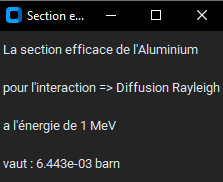 Section e...
La section efficace de l'Aluminium
pour l'interaction => Diffusion Rayleigh
a l'énergie de 1 MeV
vaut : 6.443e-03 barn